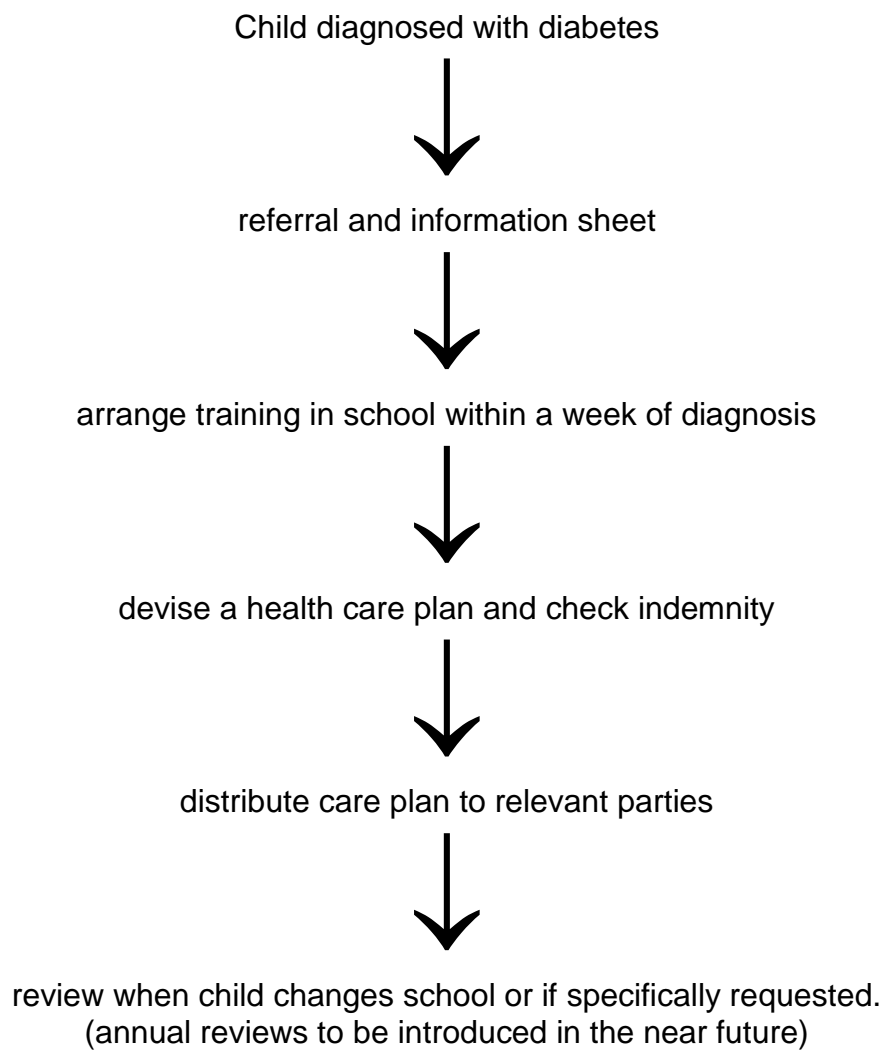 Child diagnosed with diabetes
referral and information sheet
arrange training in school within a week of diagnosis
devise a health care plan and check indemnity
distribute care plan to relevant parties
review when child changes school or if specifically requested.
(annual reviews to be introduced in the near future)